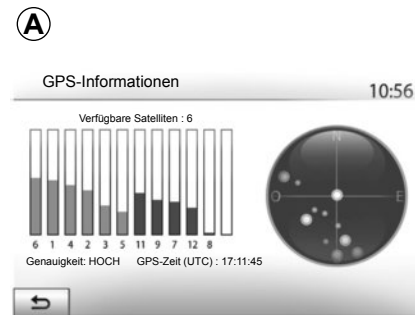 A
GPS-Informationen 10:56
Verfügbare Satelliten : 6
N
O E
6 1 4 2 3 5 11 9 7 12 8
Genauigkeit: HOCH GPS-Zeit (UTC) : 17:11:45